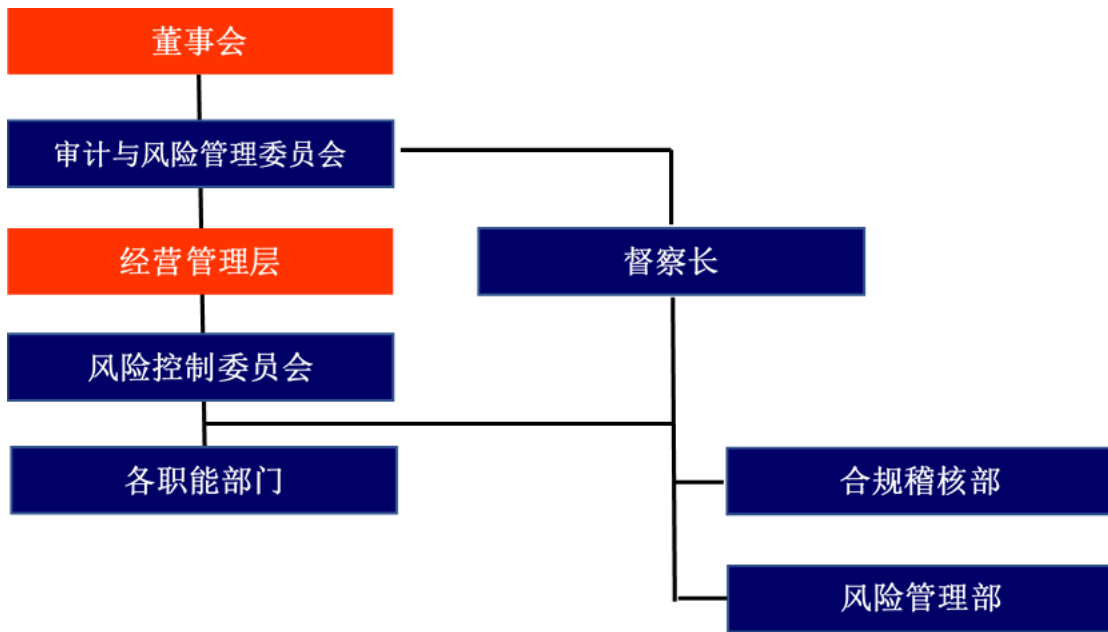 董事会
审计与风险管理委员会
经营管理层
督察长
风险控制委员会
各职能部门
合规稽核部
风险管理部